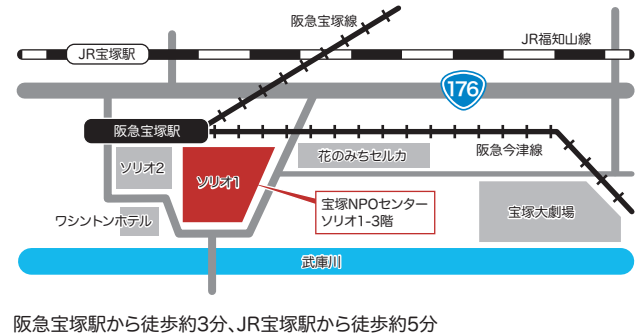 阪急宝塚線
JR福知山線
JR宝塚駅
176
阪急宝塚駅
花のみちセルカ
阪急今津線
ソリオ2
ソリオ1
宝塚NPOセンター
ソリオ1-3階
宝塚大劇場
ワシントンホテル
武庫川
阪急宝塚駅から徒歩約3分、JR宝塚駅から徒歩約5分